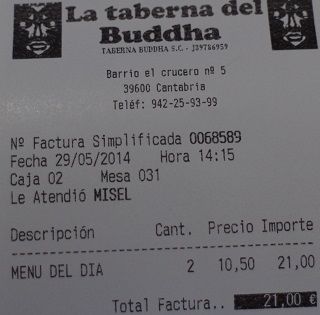 La taberna del
Buddha
TABERNA BUDDHA S.C. - J39786959
Barrio el crucero nº 5
39600 Cantabria
Teléf: 942-25-93-99
Nº Factura Simplificada 0068589
Fecha 29/05/2014 Hora 14:15
Caja 02 Mesa 031
Le Atendió MISEL
Descripción Cant. Precio Importe
MENU DEL DIA 2 10,50 21,00
Total Factura.. 21,00 €